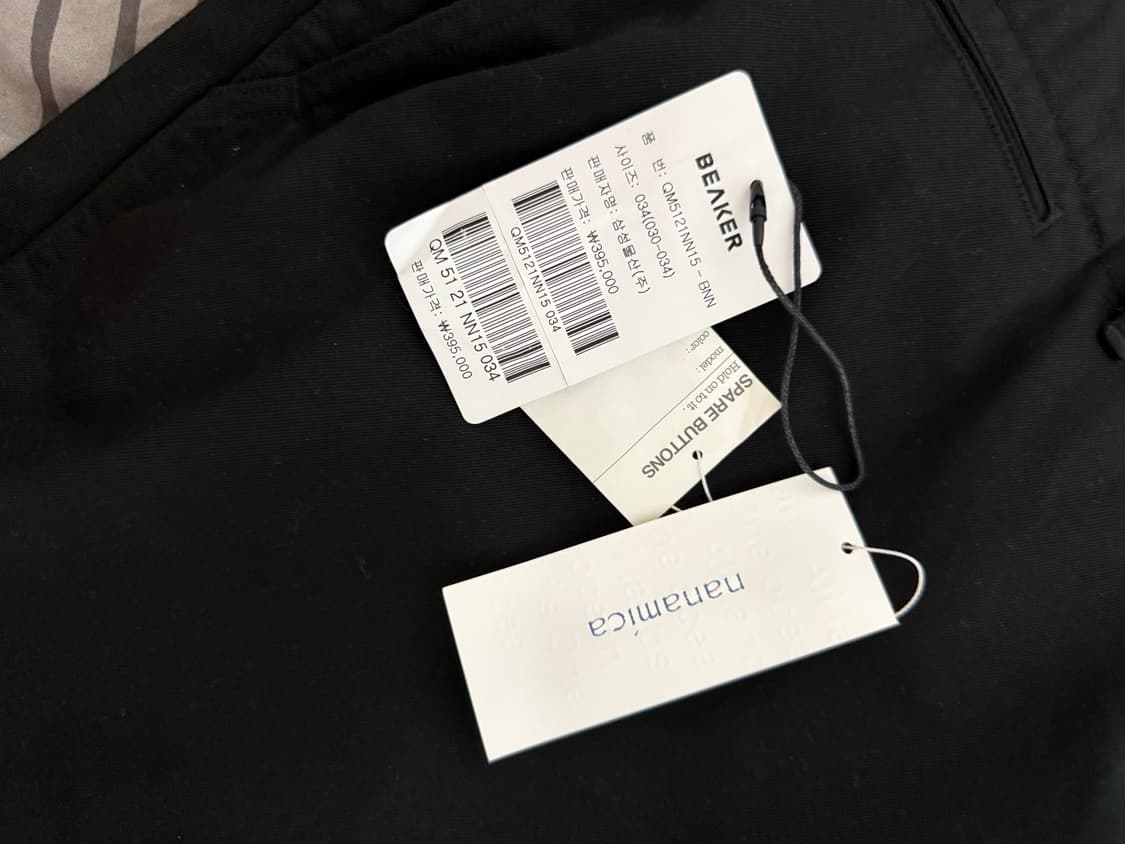 BEAKER
품 번: QM5121NN15 - BNN
사이즈: 034(030-034)
판매자명: 삼성물산(주)
판매가격: ₩395,000
QM5121NN15 034
QM 51 21 NN15 034
판매가격: ₩395,000
SPARE BUTTONS
Hold on to it.
model:
olor:
nanamica